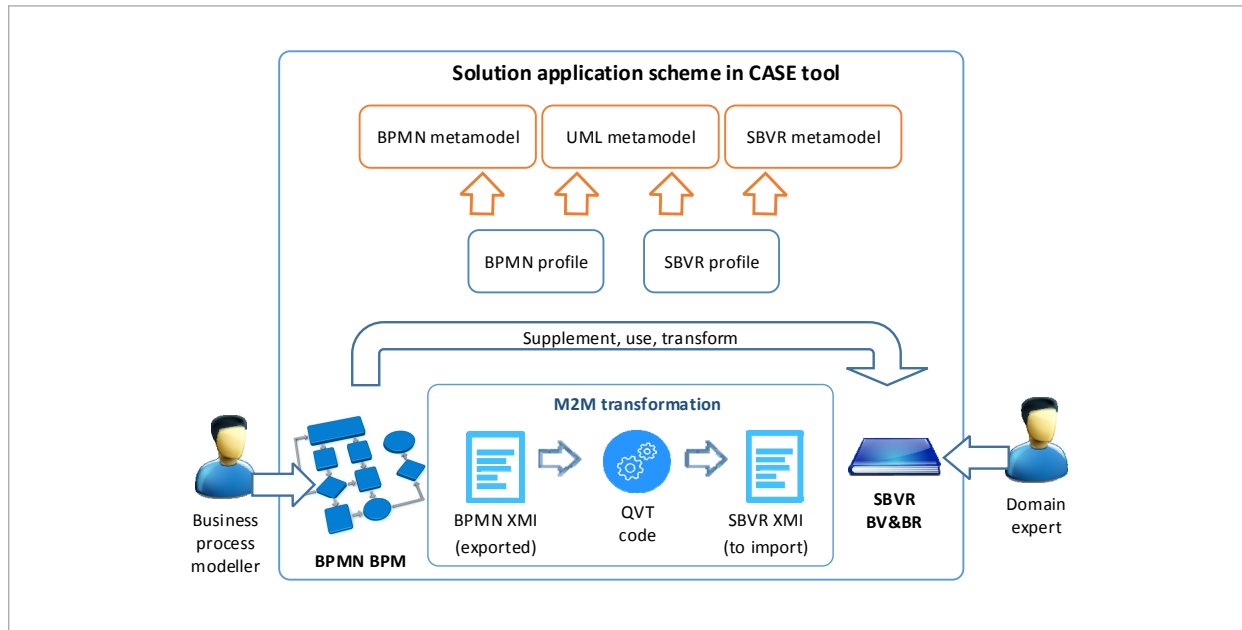 Solution application scheme in CASE tool
BPMN metamodel
UML metamodel
SBVR metamodel
BPMN profile
SBVR profile
Supplement, use, transform
M2M transformation
Business
process
modeller
BPMN BPM
BPMN XMI
(exported)
QVT
code
SBVR XMI
(to import)
SBVR
BV&BR
Domain
expert